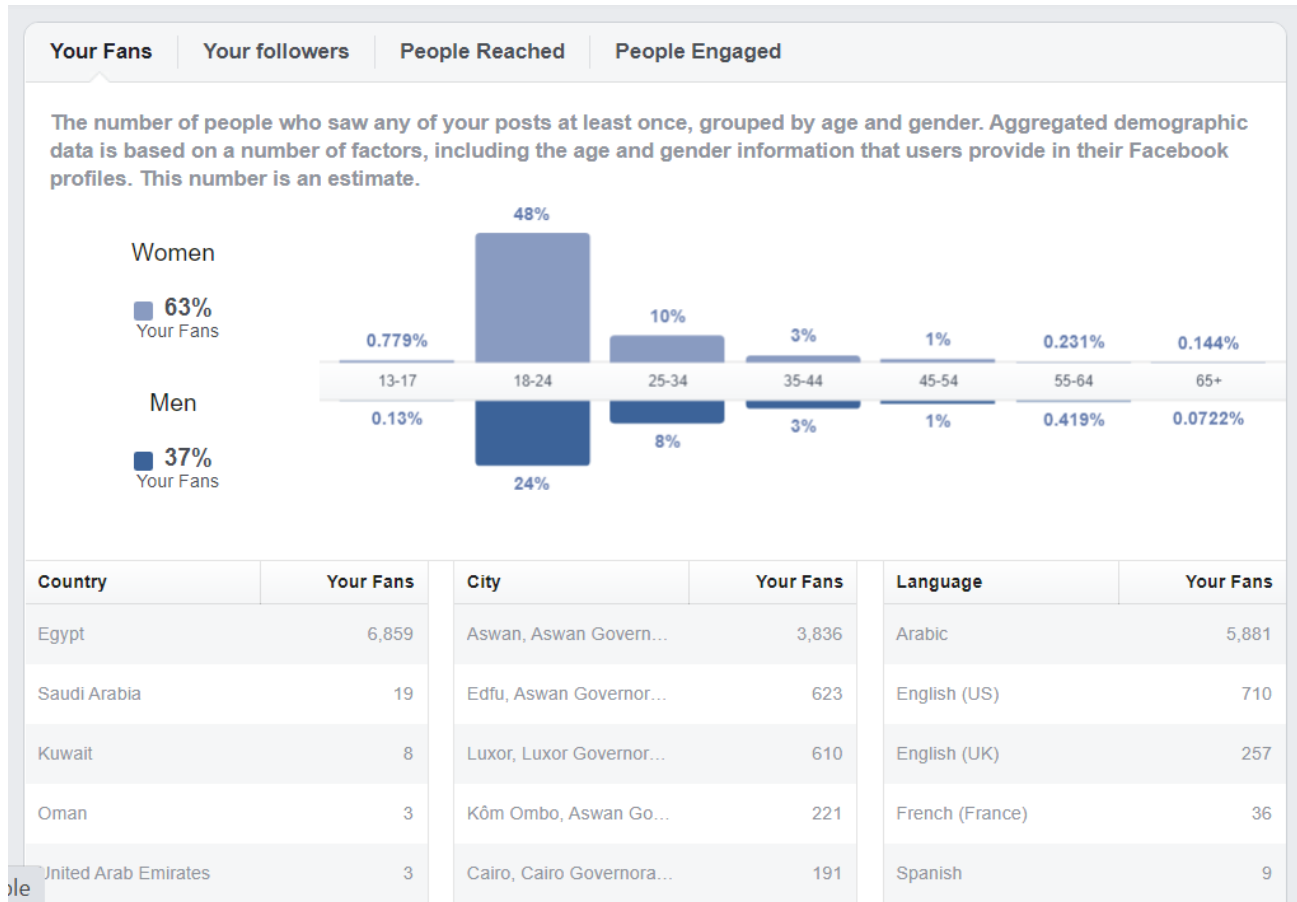 Your Fans Your followers People Reached People Engaged
The number of people who saw any of your posts at least once, grouped by age and gender. Aggregated demographic
data is based on a number of factors, including the age and gender information that users provide in their Facebook
profiles. This number is an estimate.
Women
63%
Your Fans
Men
37%
Your Fans
0.779% 48% 10% 3% 1% 0.231% 0.144%
13-17 18-24 25-34 35-44 45-54 55-64 65+
0.13% 24% 8% 3% 1% 0.419% 0.0722%
Country Your Fans
Egypt 6,859
Saudi Arabia 19
Kuwait 8
Oman 3
United Arab Emirates 3
City Your Fans
Aswan, Aswan Govern... 3,836
Edfu, Aswan Governor... 623
Luxor, Luxor Governor... 610
Kôm Ombo, Aswan Go... 221
Cairo, Cairo Governora... 191
Language Your Fans
Arabic 5,881
English (US) 710
English (UK) 257
French (France) 36
Spanish 9